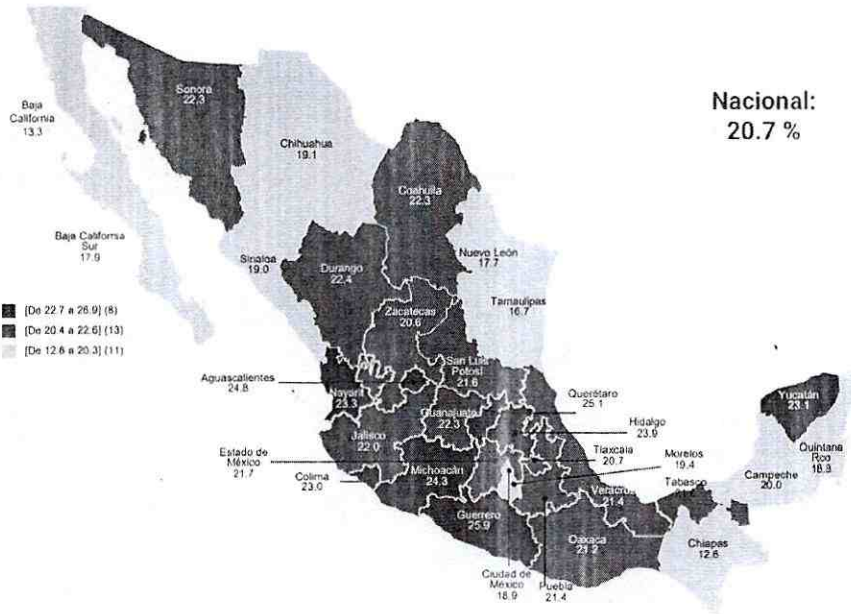 Nacional:
20.7 %
Sonora
22.3
Baja
California
13.3
Chihuahua
19.1
Coahuila
22.3
Baja California
Sur
17.9
Sinaloa
19.0
Durango
22.4
Nuevo León
17.7
Tamaulipas
16.7
[De 22.7 a 26.9] (8)
[De 20.4 a 22.6] (13)
[De 12.6 a 20.3] (11)
Zacatecas
20.6
San Luis
Potosí
21.6
Aguascalientes
24.8
Nayarit
23.3
Guanajuato
22.3
Querétaro
25.1
Yucatán
23.1
Hidalgo
23.9
Jalisco
22.0
Estado de
México
21.7
Tlaxcala
20.7
Morelos
19.4
Quintana
Roo
18.8
Colima
23.0
Michoacán
24.3
Campeche
20.0
Veracruz
21.4
Tabasco
Guerrero
25.9
Oaxaca
21.2
Chiapas
12.6
Ciudad de
México
18.9
Puebla
21.4